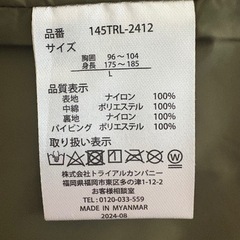 品番 145TRL-2412
サイズ
胸囲 96～104
身長 175～185
L
品質表示
表地 ナイロン 100%
中綿 ポリエステル 100%
裏地 ナイロン 100%
パイピング ポリエステル 100%
取り扱い表示
株式会社トライアルカンパニー
福岡県福岡市東区多の津1-12-2
お客様相談室
TEL:0120-033-559
MADE IN MYANMAR
2024-08